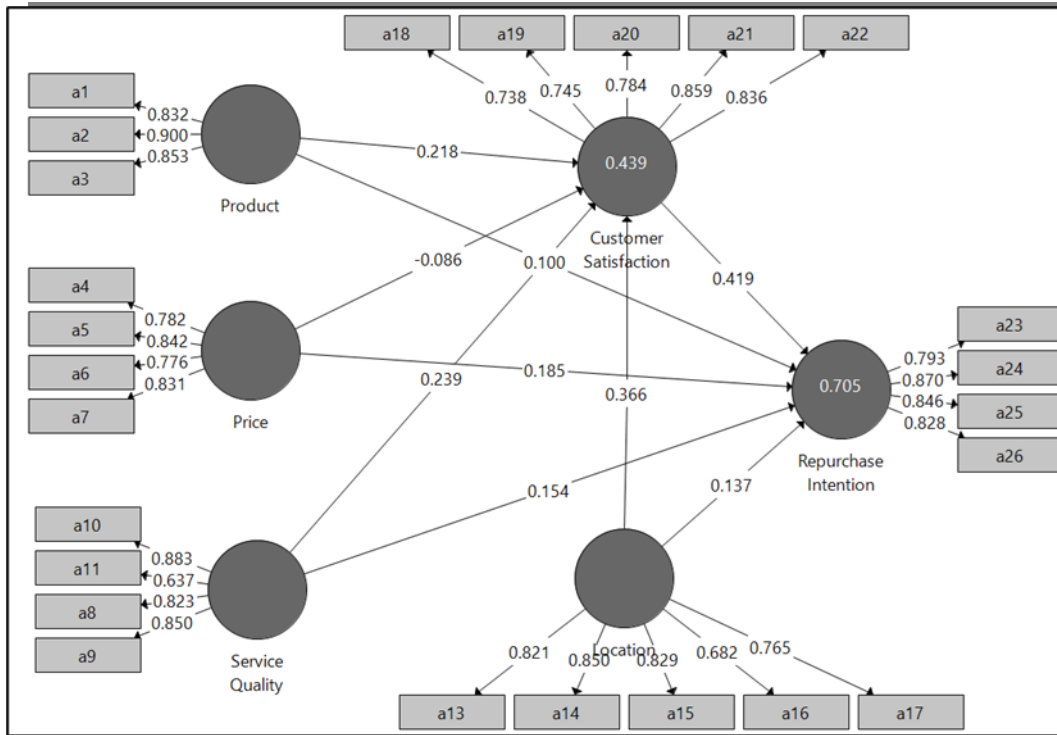 a18
a19
a20
a21
a22
0.738
0.745
0.784
0.859
0.836
a1
a2
a3
0.832
0.900
0.853
Product
0.218
0.439
Customer
Satisfaction
-0.086
0.100
0.419
a4
a5
a6
a7
0.782
0.842
0.776
0.831
Price
0.239
0.185
0.366
0.705
Repurchase
Intention
a23
a24
a25
a26
0.793
0.870
0.846
0.828
0.154
0.137
a10
a11
a8
a9
0.883
0.637
0.823
0.850
Service
Quality
Location
0.821
0.850
0.829
0.682
0.765
a13
a14
a15
a16
a17